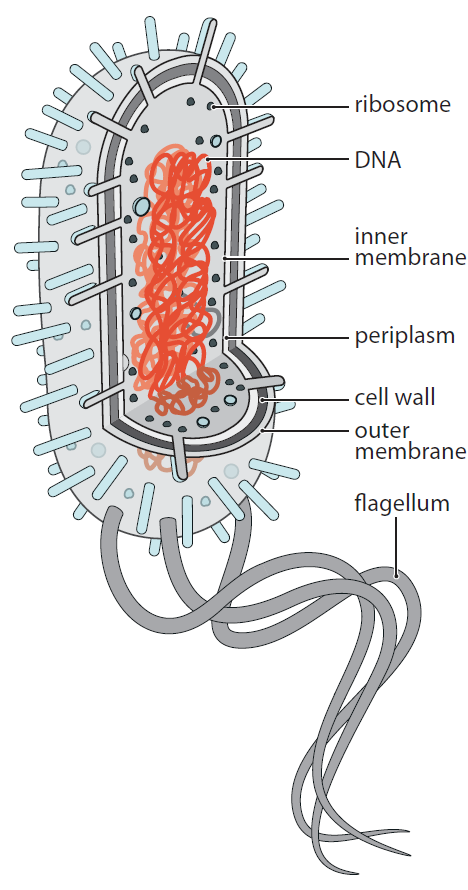 ribosome
DNA
inner
membrane
periplasm
cell wall
outer
membrane
flagellum